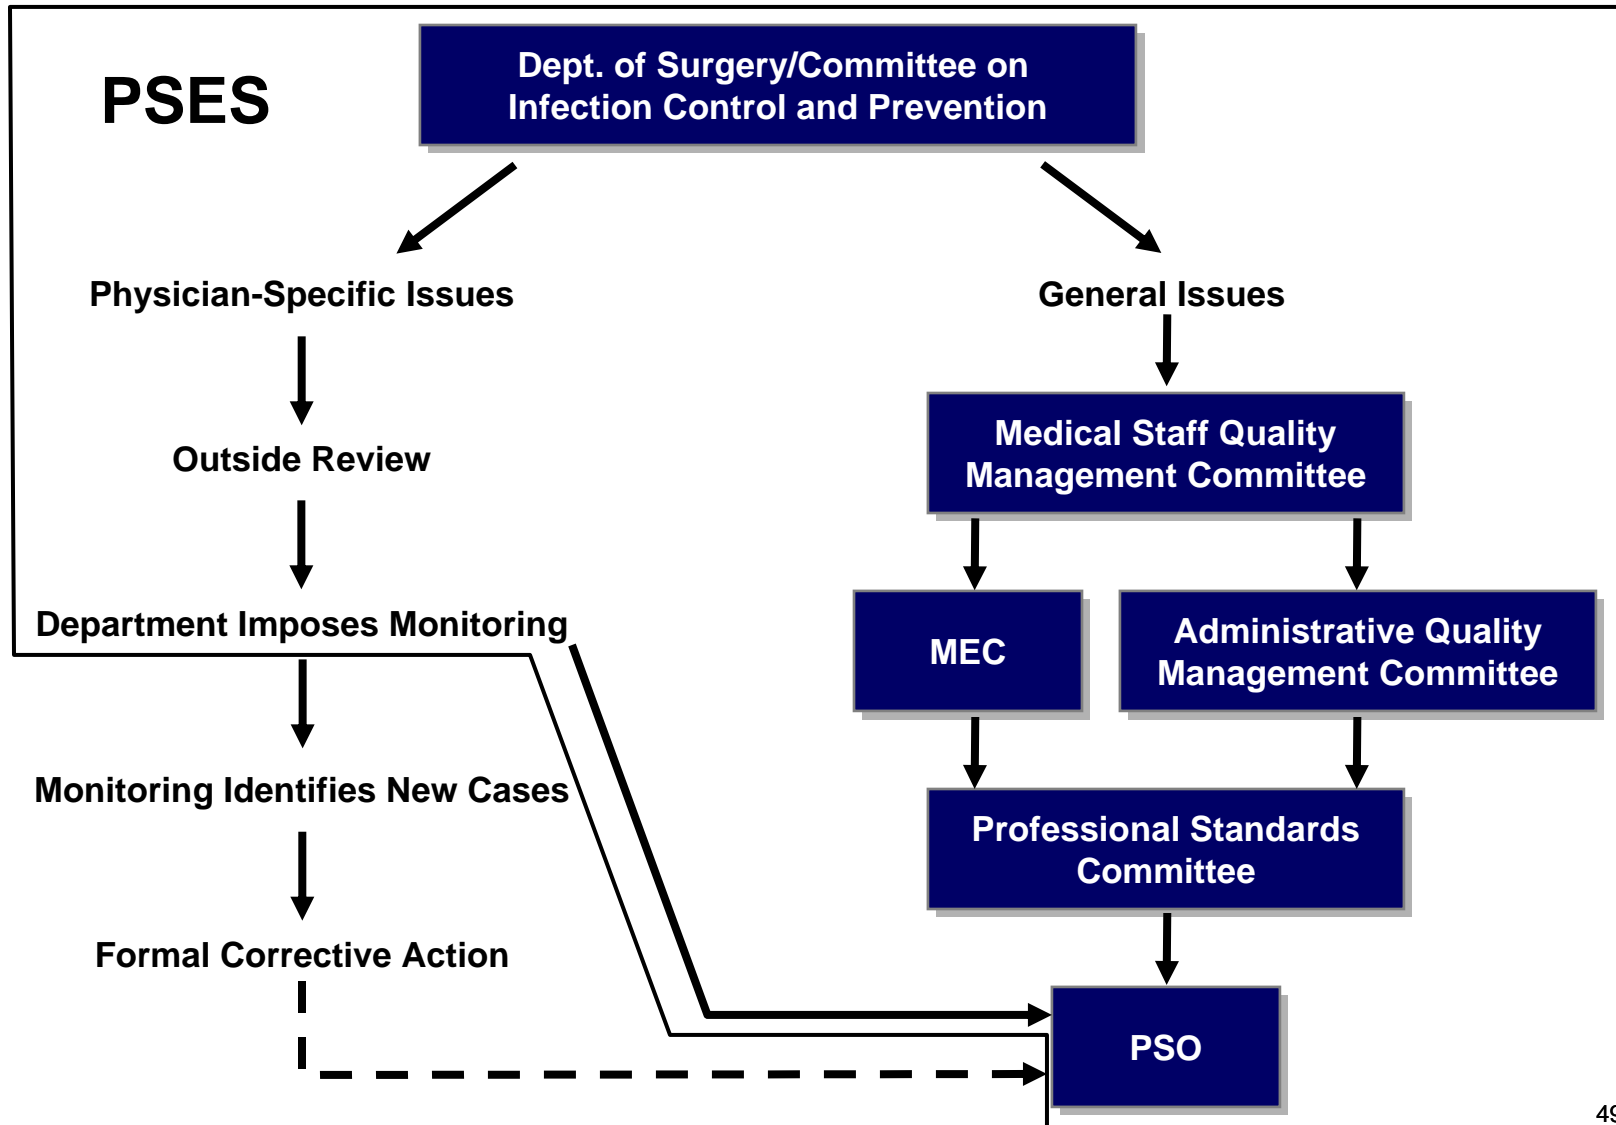 PSES
Dept. of Surgery/Committee on
Infection Control and Prevention
Physician-Specific Issues
General Issues
Outside Review
Medical Staff Quality
Management Committee
Department Imposes Monitoring
MEC
Administrative Quality
Management Committee
Monitoring Identifies New Cases
Professional Standards
Committee
Formal Corrective Action
PSO
49